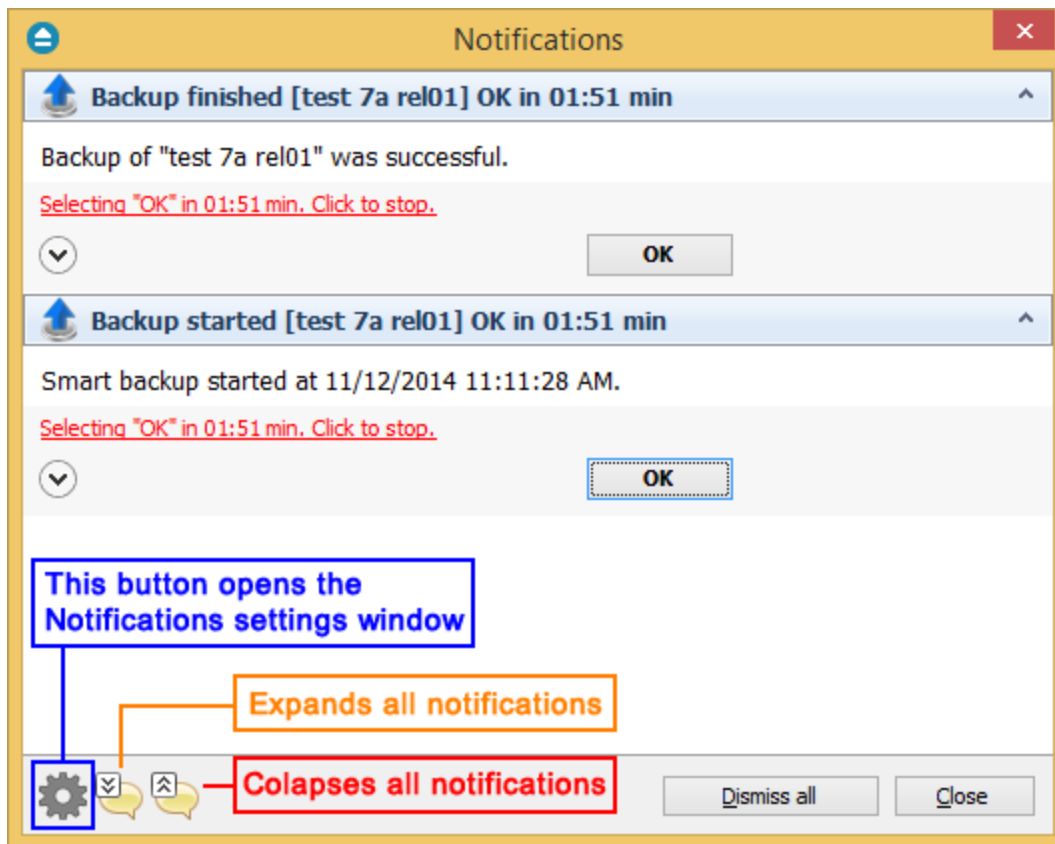 Notifications
Backup finished [test 7a rel01] OK in 01:51 min
Backup of "test 7a rel01" was successful.
Selecting "OK" in 01:51 min. Click to stop.
OK
Backup started [test 7a rel01] OK in 01:51 min
Smart backup started at 11/12/2014 11:11:28 AM.
Selecting "OK" in 01:51 min. Click to stop.
OK
This button opens the
Notifications settings window
Expands all notifications
Colapses all notifications
Dismiss all
Close